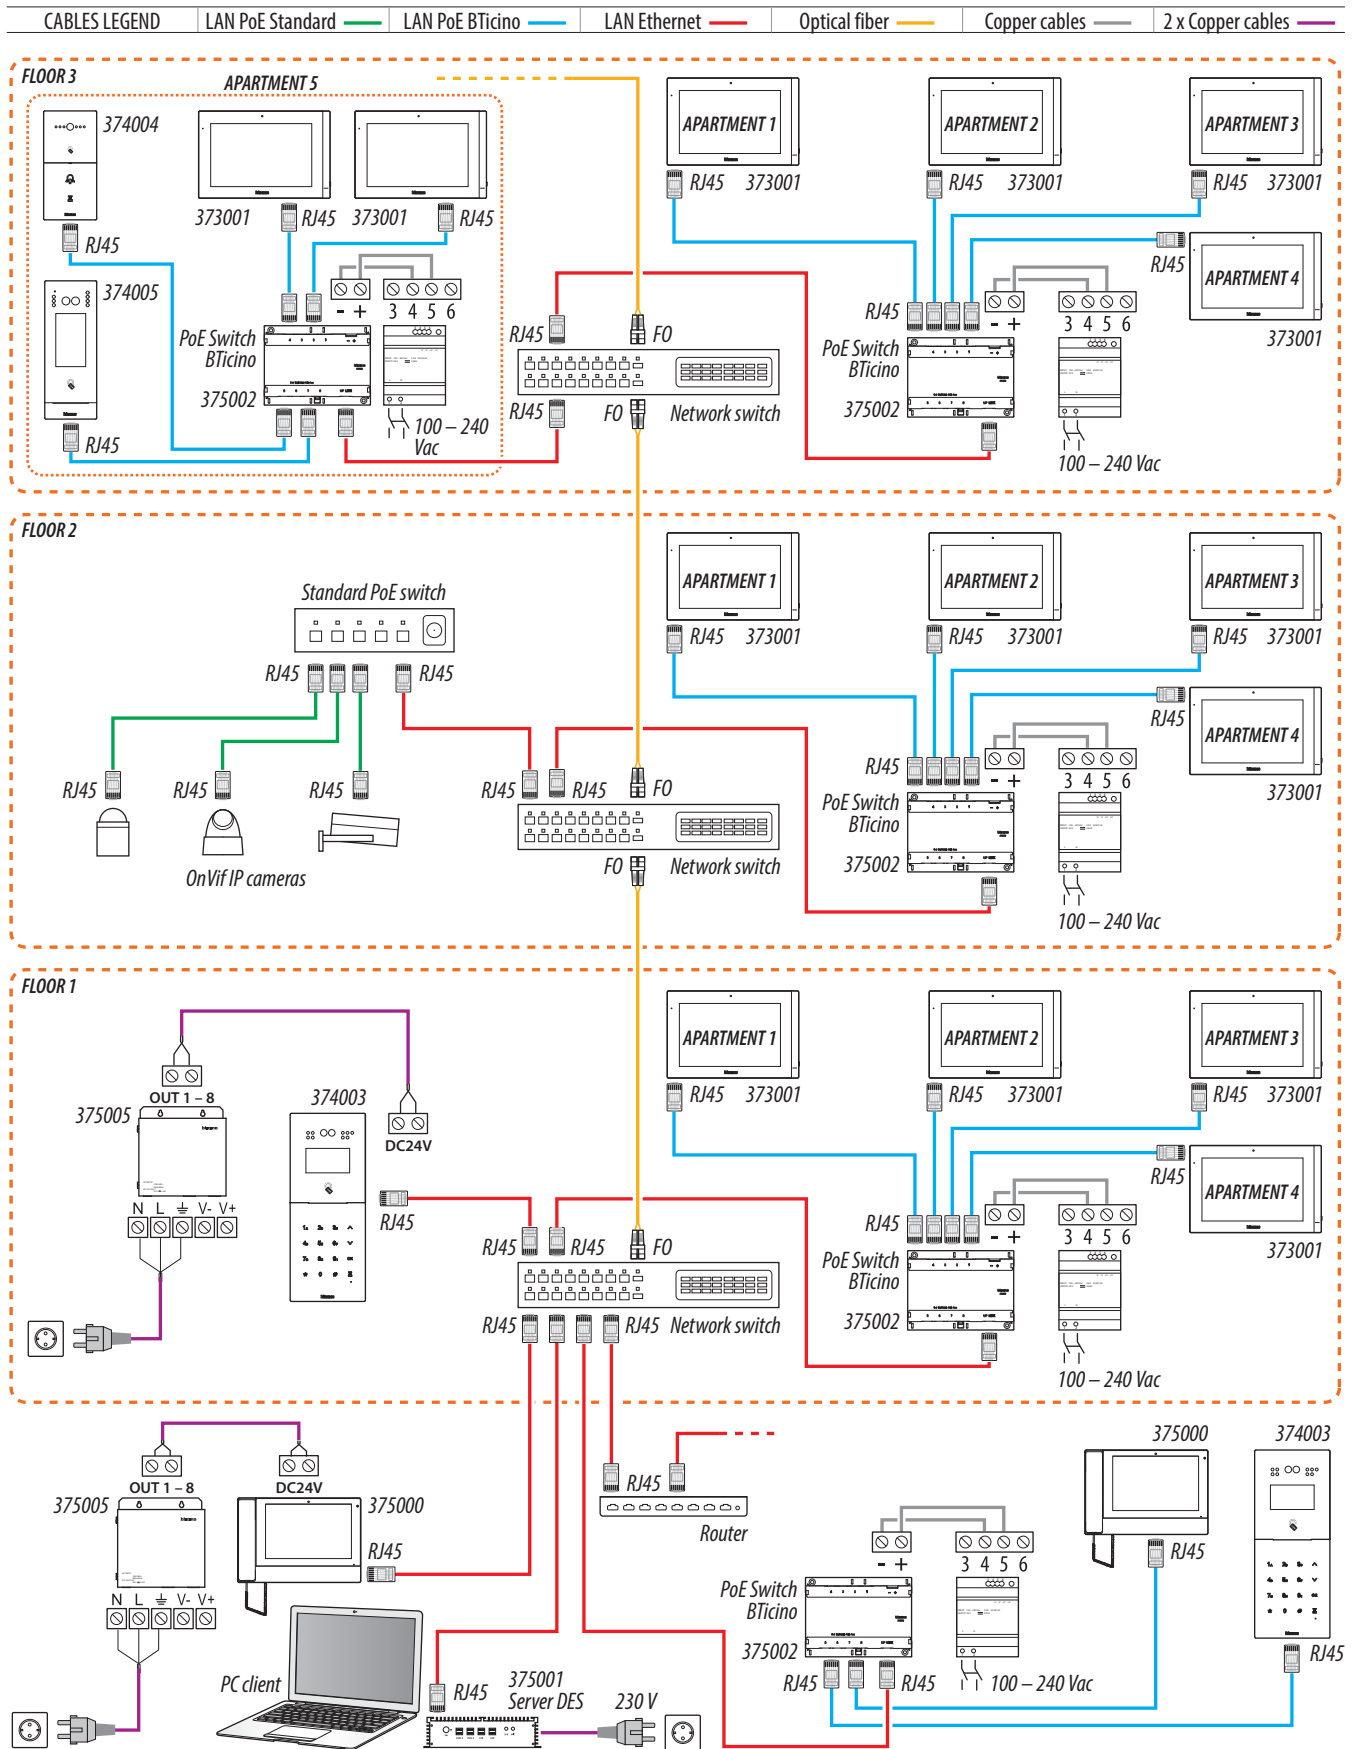 CABLES LEGEND LAN PoE Standard LAN PoE BTicino LAN Ethernet Optical fiber Copper cables 2 x Copper cables
FLOOR 3
APARTMENT 5
374004
RJ45
373001 RJ45
373001 RJ45
374005
RJ45
- +
3 4 5 6
PoE Switch
BTicino
375002
100 – 240
Vac
RJ45
FO
RJ45
FO
Network switch
APARTMENT 1
RJ45 373001
APARTMENT 2
RJ45 373001
APARTMENT 3
RJ45 373001
APARTMENT 4
RJ45
373001
RJ45
- +
3 4 5 6
PoE Switch
BTicino
375002
100 – 240 Vac
FLOOR 2
Standard PoE switch
RJ45 RJ45
RJ45 RJ45 RJ45
OnVif IP cameras
RJ45 RJ45 FO
FO
Network switch
APARTMENT 1
RJ45 373001
APARTMENT 2
RJ45 373001
APARTMENT 3
RJ45 373001
APARTMENT 4
RJ45
373001
RJ45
- +
3 4 5 6
PoE Switch
BTicino
375002
100 – 240 Vac
FLOOR 1
OUT 1 – 8
375005
N L V- V+
374003
DC24V
RJ45
RJ45 RJ45 FO
RJ45 RJ45
Network switch
APARTMENT 1
RJ45 373001
APARTMENT 2
RJ45 373001
APARTMENT 3
RJ45 373001
APARTMENT 4
RJ45
373001
RJ45
- +
3 4 5 6
PoE Switch
BTicino
375002
100 – 240 Vac
OUT 1 – 8
375005
N L V- V+
DC24V
375000
RJ45
PC client
RJ45
375001
Server DES
230 V
RJ45
Router
- +
3 4 5 6
PoE Switch
BTicino
375002
RJ45 RJ45
100 – 240 Vac
375000
RJ45
374003
RJ45